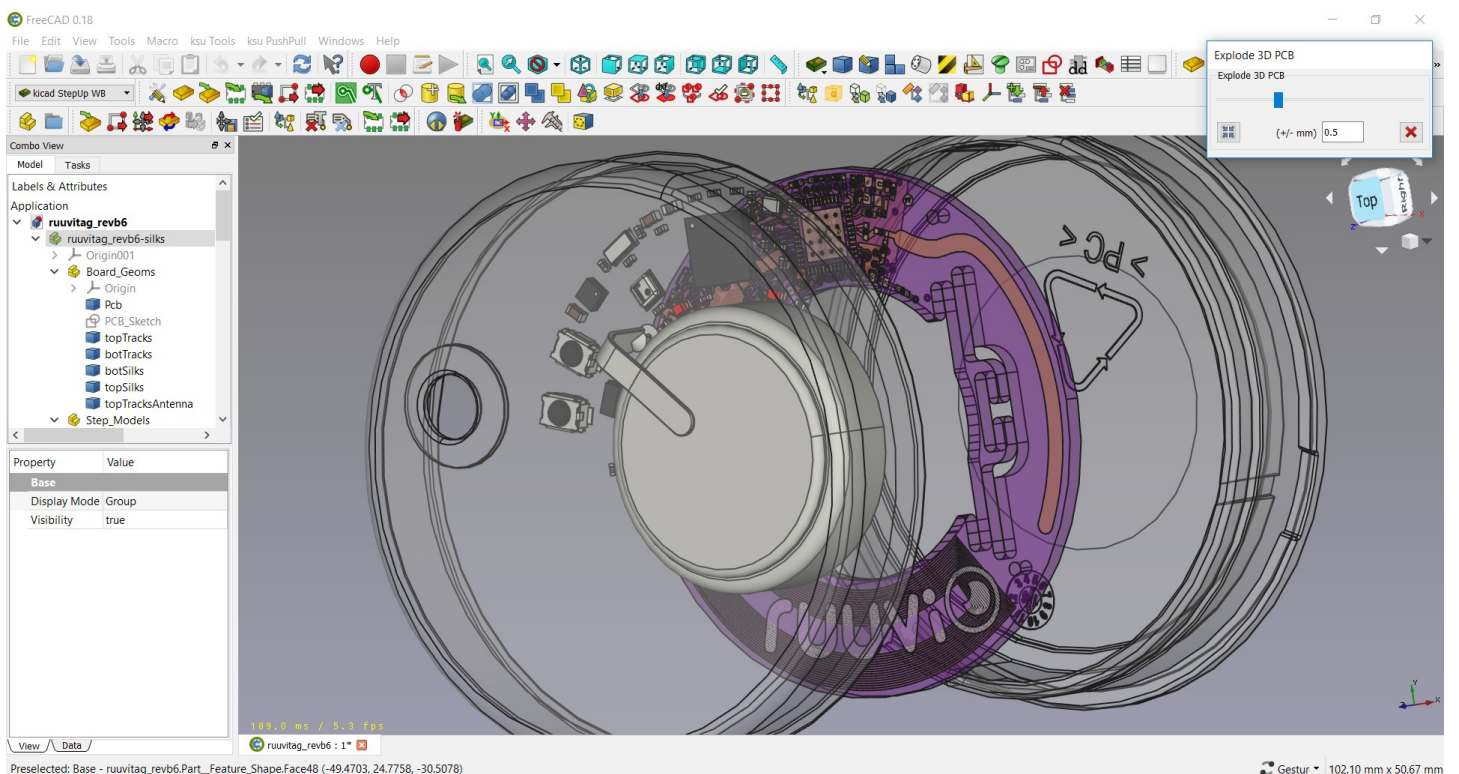 FreeCAD 0.18
File Edit View Tools Macro ksu Tools ksu PushPull Windows Help
Explode 3D PCB
Explode 3D PCB
(+/- mm) 0.5
kicad StepUp WB
Combo View
Model Tasks
Labels & Attributes
Application
ruuvitag_revb6
ruuvitag_revb6-silks
Origin001
Board_Geoms
Origin
Pcb
PCB_Sketch
topTracks
botTracks
botSilks
topSilks
topTracksAntenna
Step_Models
Property Value
Base
Display Mode Group
Visibility true
View Data
Top
Right
Z
X
> PC <
ruuvi
Y
Z
X
189.0 ms / 5.3 fps
ruuvitag_revb6 : 1*
Preselected: Base - ruuvitag_revb6.Part__Feature_Shape.Face48 (-49.4703, 24.7758, -30.5078)
Gestur
102.10 mm x 50.67 mm